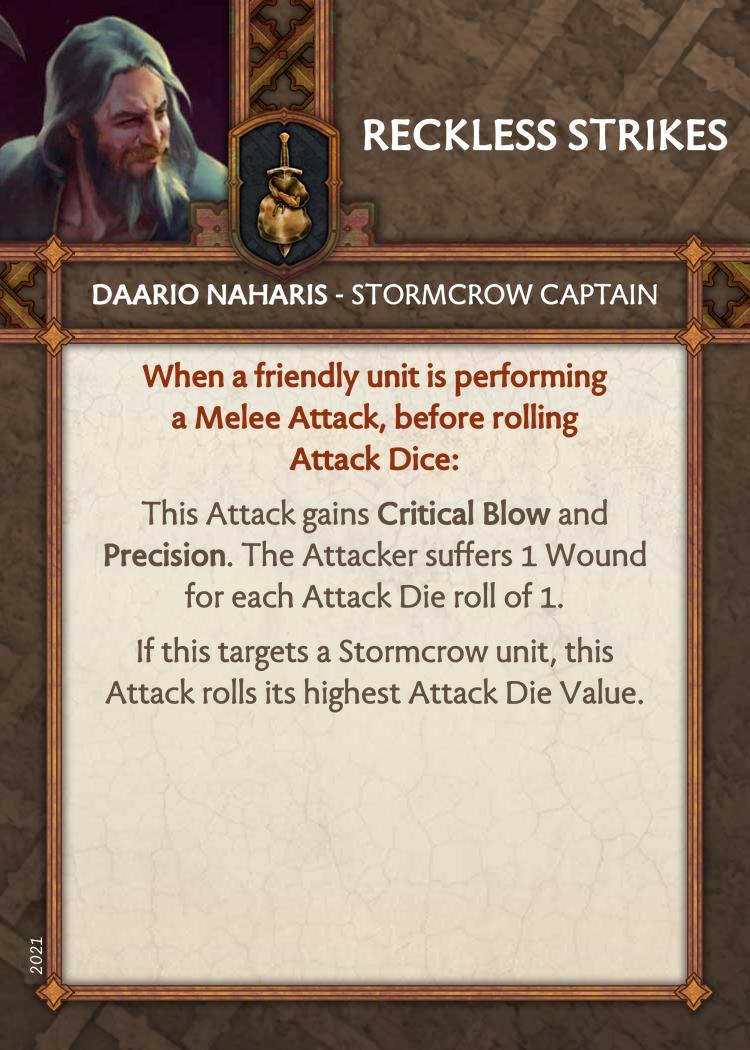 RECKLESS STRIKES
DAARIO NAHARIS - STORMCROW CAPTAIN
When a friendly unit is performing
a Melee Attack, before rolling
Attack Dice:
This Attack gains Critical Blow and
Precision. The Attacker suffers 1 Wound
for each Attack Die roll of 1.
If this targets a Stormcrow unit, this
Attack rolls its highest Attack Die Value.
2021